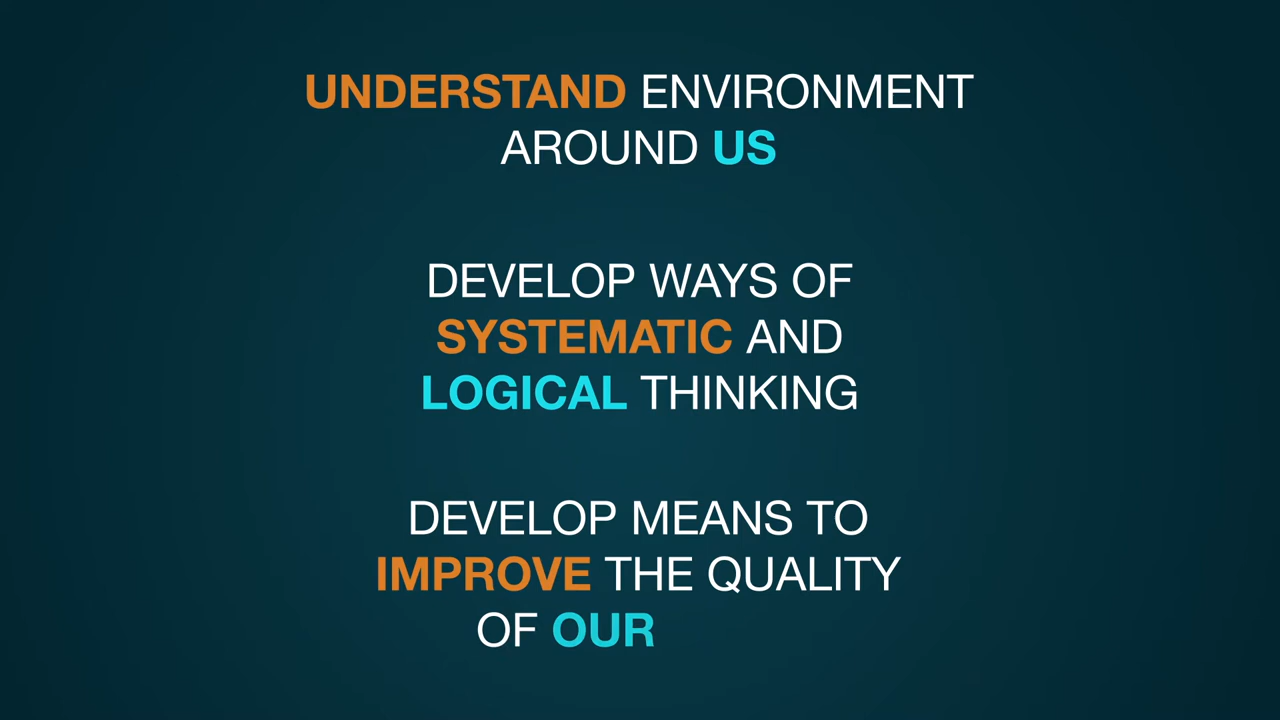 UNDERSTAND ENVIRONMENT
AROUND US
DEVELOP WAYS OF
SYSTEMATIC AND
LOGICAL THINKING
DEVELOP MEANS TO
IMPROVE THE QUALITY
OF OUR